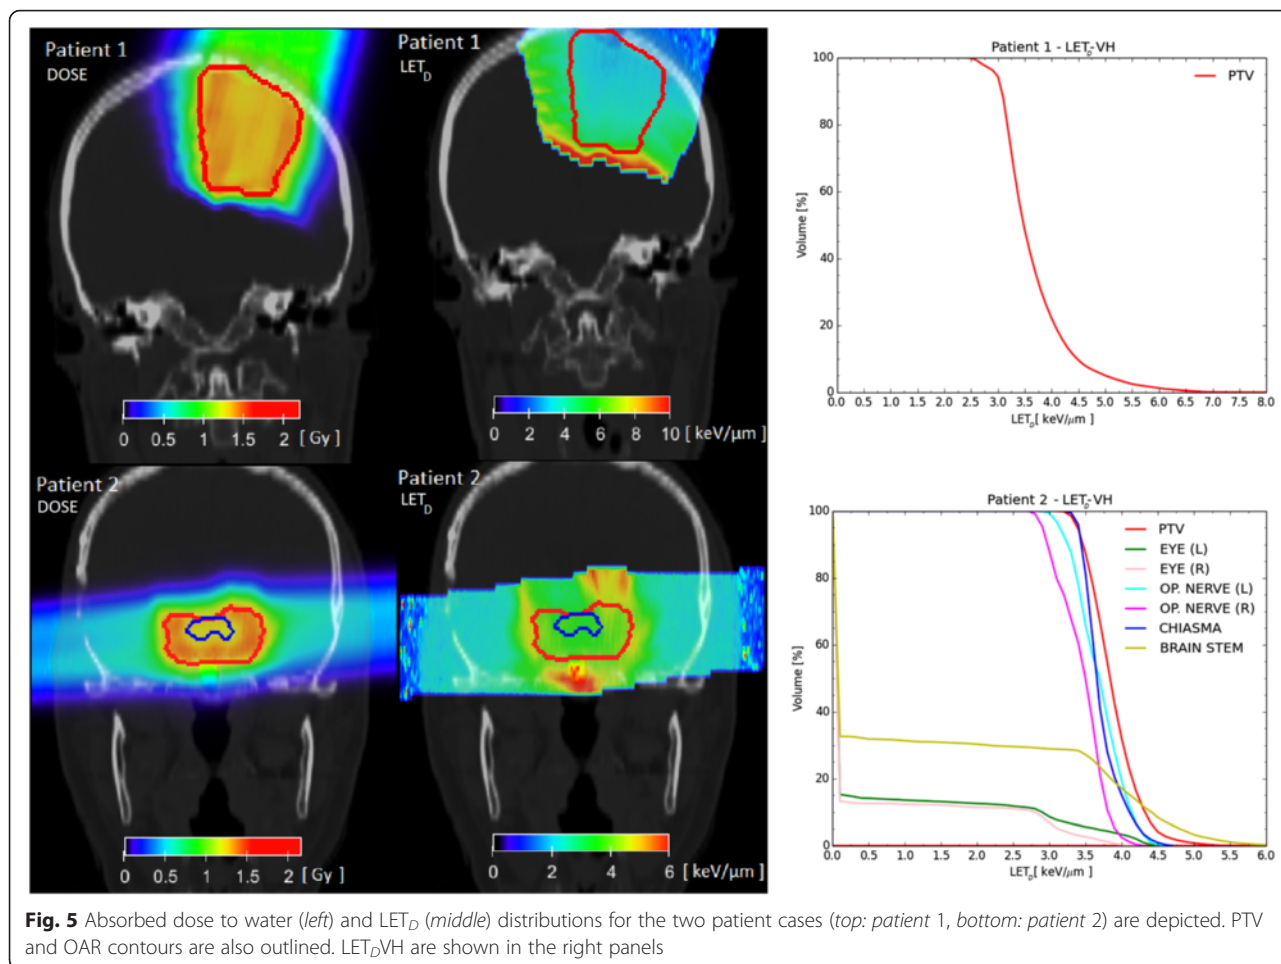 Patient 1
DOSE
0 0.5 1 1.5 2 [ Gy]
Patient 1
LET_D
0 2 4 6 8 10 [ keV/µm]
Patient 1 - LET_D-VH
PTV
Volume [%]
100
80
60
40
20
0
0.0 0.5 1.0 1.5 2.0 2.5 3.0 3.5 4.0 4.5 5.0 5.5 6.0 6.5 7.0 7.5 8.0
LET_D[ keV/µm]
Patient 2
DOSE
0 0.5 1 1.5 2 [ Gy]
Patient 2
LET_D
0 2 4 6 [keV/µm]
Patient 2 - LET_D-VH
PTV
EYE (L)
EYE (R)
OP. NERVE (L)
OP. NERVE (R)
CHIASMA
BRAIN STEM
Volume [%]
100
80
60
40
20
0
0.0 0.5 1.0 1.5 2.0 2.5 3.0 3.5 4.0 4.5 5.0 5.5 6.0
LET_D[ keV/µm]
Fig. 5 Absorbed dose to water (left) and LET_D (middle) distributions for the two patient cases (top: patient 1, bottom: patient 2) are depicted. PTV
and OAR contours are also outlined. LET_DVH are shown in the right panels